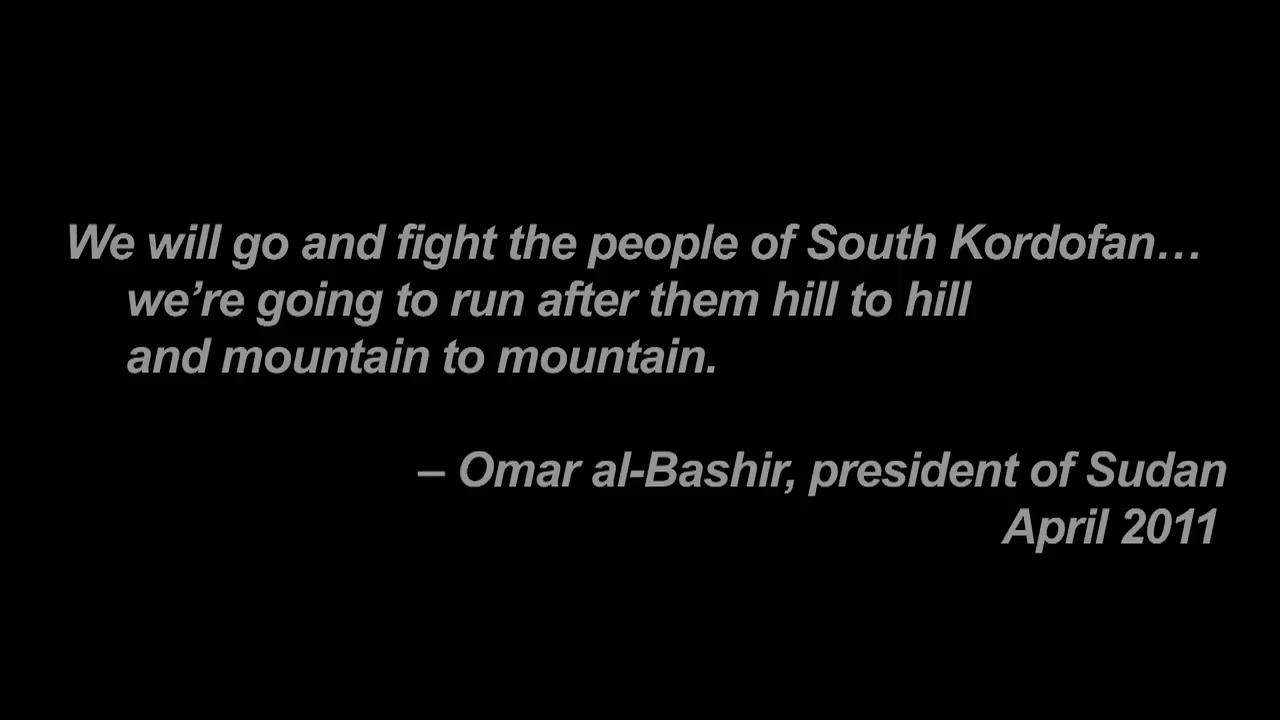 We will go and fight the people of South Kordofan…
we’re going to run after them hill to hill
and mountain to mountain.
– Omar al-Bashir, president of Sudan
April 2011